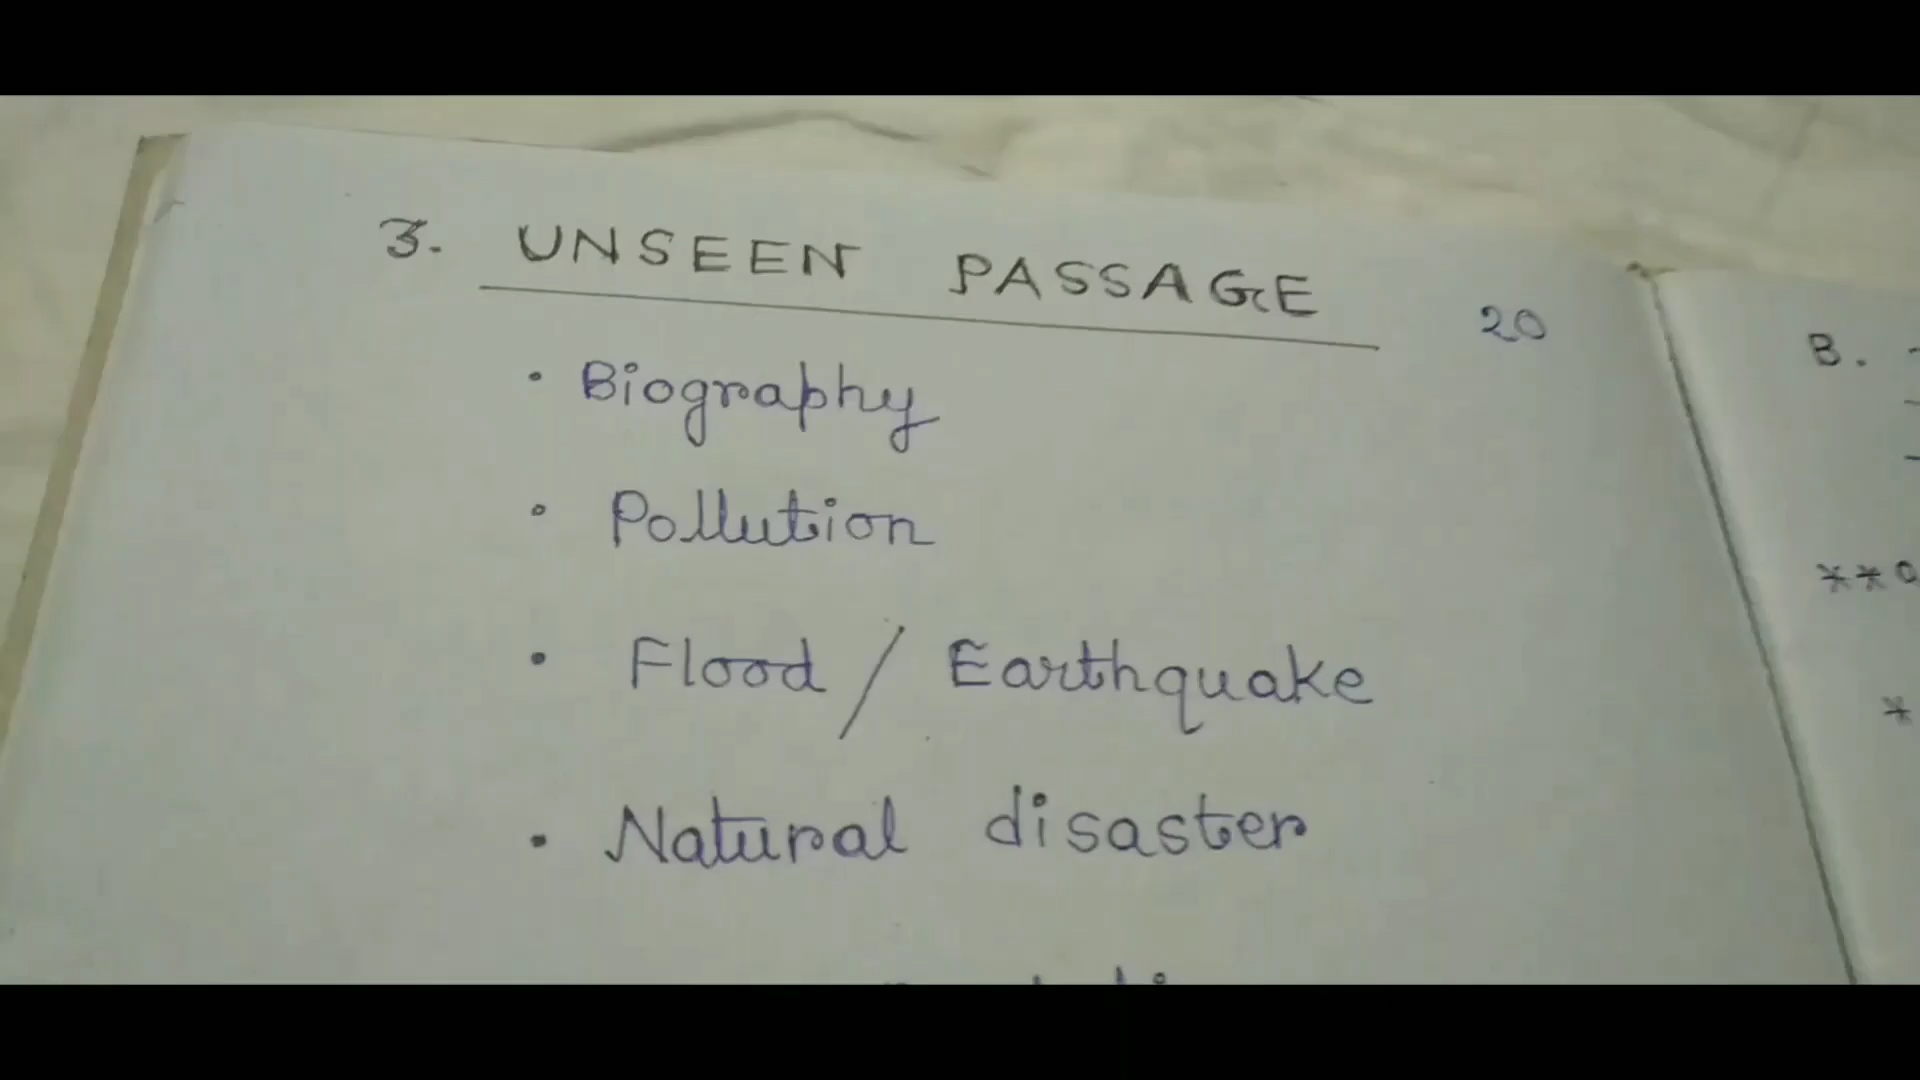 3. UNSEEN PASSAGE 20
• Biography
• Pollution
• Flood / Earthquake
• Natural disaster
B.
**
*